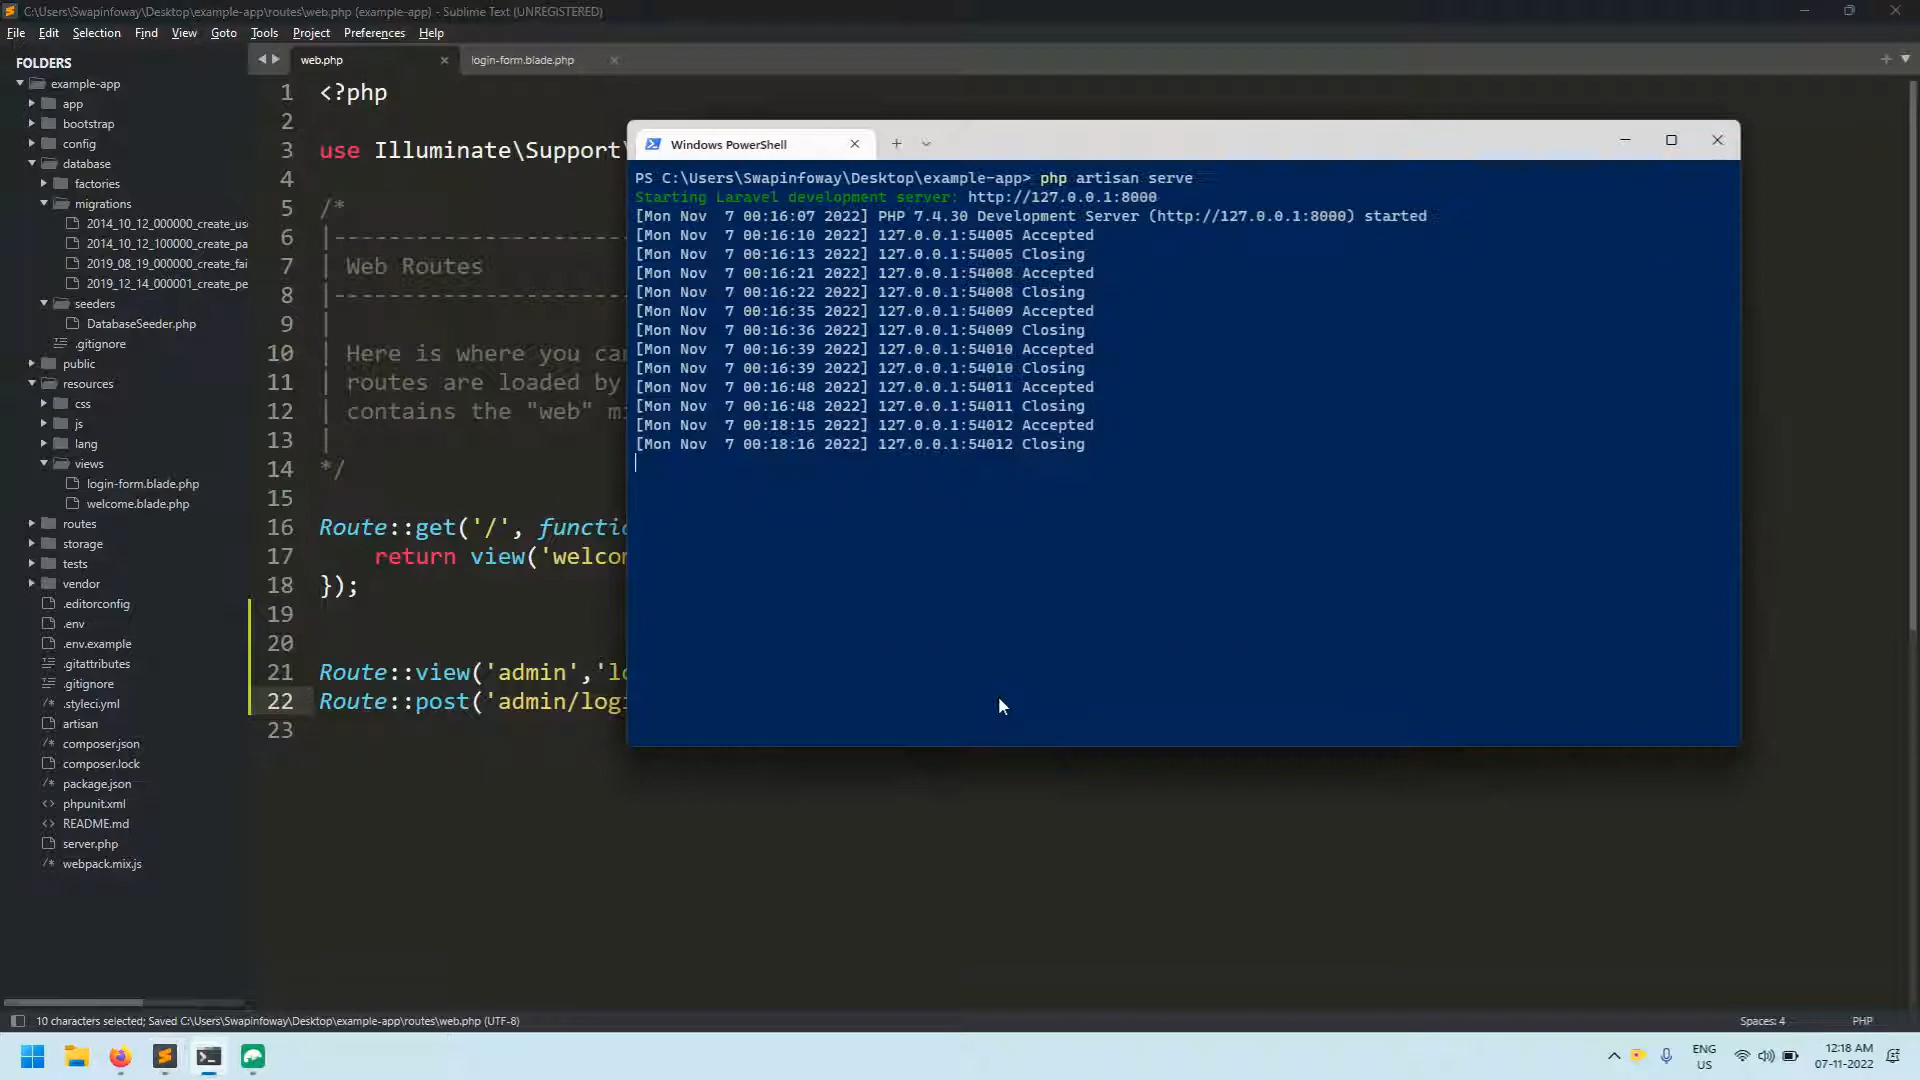 C:\Users\Swapinfoway\Desktop\example-app\routes\web.php (example-app) - Sublime Text (UNREGISTERED)
File Edit Selection Find View Goto Tools Project Preferences Help
FOLDERS
example-app
app
bootstrap
config
database
factories
migrations
2014_10_12_000000_create_us
2014_10_12_100000_create_pa
2019_08_19_000000_create_fai
2019_12_14_000001_create_pe
seeders
DatabaseSeeder.php
.gitignore
public
resources
css
js
lang
views
login-form.blade.php
welcome.blade.php
routes
storage
tests
vendor
.editorconfig
.env
.env.example
.gitattributes
.gitignore
.styleci.yml
artisan
composer.json
composer.lock
package.json
phpunit.xml
README.md
server.php
webpack.mix.js
web.php
login-form.blade.php
1 <?php
2
3 use Illuminate\Support\
4
5 /*
6 |----------------------
7 | Web Routes
8 |----------------------
9 |
10 | Here is where you can
11 | routes are loaded by
12 | contains the "web" mi
13 |
14 */
15
16 Route::get('/', functio
17 return view('welcom
18 });
19
20
21 Route::view('admin','lo
22 Route::post('admin/logi
23
Windows PowerShell
PS C:\Users\Swapinfoway\Desktop\example-app> php artisan serve
Starting Laravel development server: http://127.0.0.1:8000
[Mon Nov  7 00:16:07 2022] PHP 7.4.30 Development Server (http://127.0.0.1:8000) started
[Mon Nov  7 00:16:10 2022] 127.0.0.1:54005 Accepted
[Mon Nov  7 00:16:13 2022] 127.0.0.1:54005 Closing
[Mon Nov  7 00:16:21 2022] 127.0.0.1:54008 Accepted
[Mon Nov  7 00:16:22 2022] 127.0.0.1:54008 Closing
[Mon Nov  7 00:16:35 2022] 127.0.0.1:54009 Accepted
[Mon Nov  7 00:16:36 2022] 127.0.0.1:54009 Closing
[Mon Nov  7 00:16:39 2022] 127.0.0.1:54010 Accepted
[Mon Nov  7 00:16:39 2022] 127.0.0.1:54010 Closing
[Mon Nov  7 00:16:48 2022] 127.0.0.1:54011 Accepted
[Mon Nov  7 00:16:48 2022] 127.0.0.1:54011 Closing
[Mon Nov  7 00:18:15 2022] 127.0.0.1:54012 Accepted
[Mon Nov  7 00:18:16 2022] 127.0.0.1:54012 Closing
10 characters selected; Saved C:\Users\Swapinfoway\Desktop\example-app\routes\web.php (UTF-8)
Spaces: 4
PHP
ENG
US
12:18 AM
07-11-2022